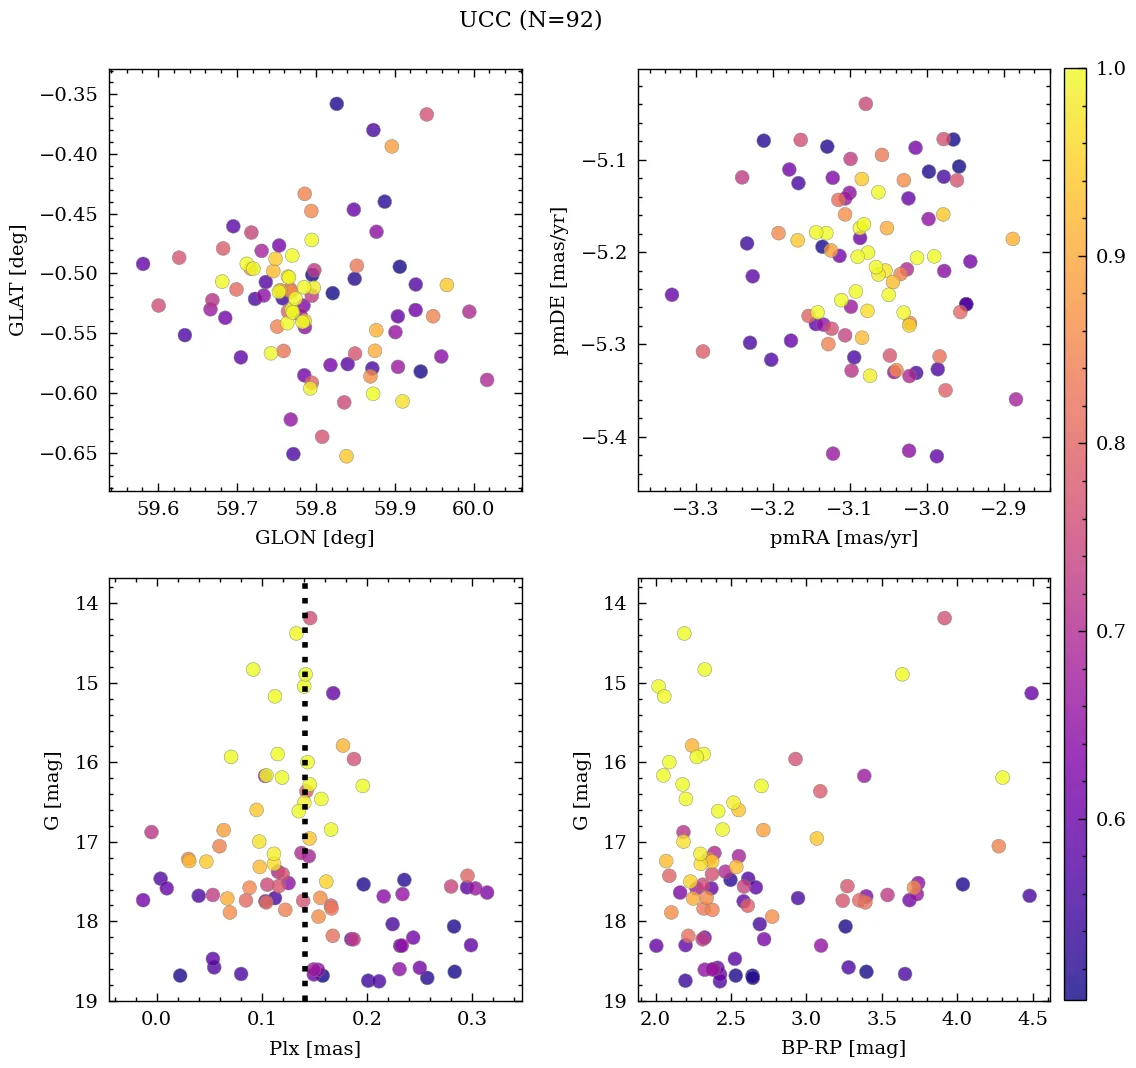 UCC (N=92)
−0.35
−0.40
−0.45
−0.50
−0.55
−0.60
−0.65
GLAT [deg]
59.6 59.7 59.8 59.9 60.0
GLON [deg]
−5.1
−5.2
−5.3
−5.4
pmDE [mas/yr]
−3.3 −3.2 −3.1 −3.0 −2.9
pmRA [mas/yr]
1.0
0.9
0.8
0.7
0.6
14
15
16
17
18
19
G [mag]
0.0 0.1 0.2 0.3
Plx [mas]
14
15
16
17
18
19
G [mag]
2.0 2.5 3.0 3.5 4.0 4.5
BP-RP [mag]